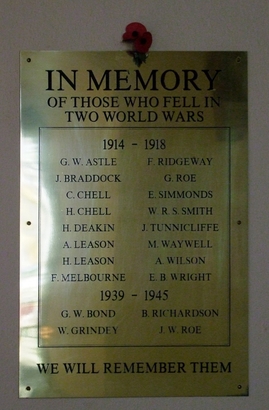 IN MEMORY
OF THOSE WHO FELL IN
TWO WORLD WARS
1914 - 1918
G. W. ASTLE F. RIDGEWAY
J. BRADDOCK G. ROE
C. CHELL E. SIMMONDS
H. CHELL W. R. S. SMITH
H. DEAKIN J. TUNNICLIFFE
A. LEASON M. WAYWELL
H. LEASON A. WILSON
F. MELBOURNE E. B. WRIGHT
1939 - 1945
G. W. BOND B. RICHARDSON
W. GRINDEY J. W. ROE
WE WILL REMEMBER THEM